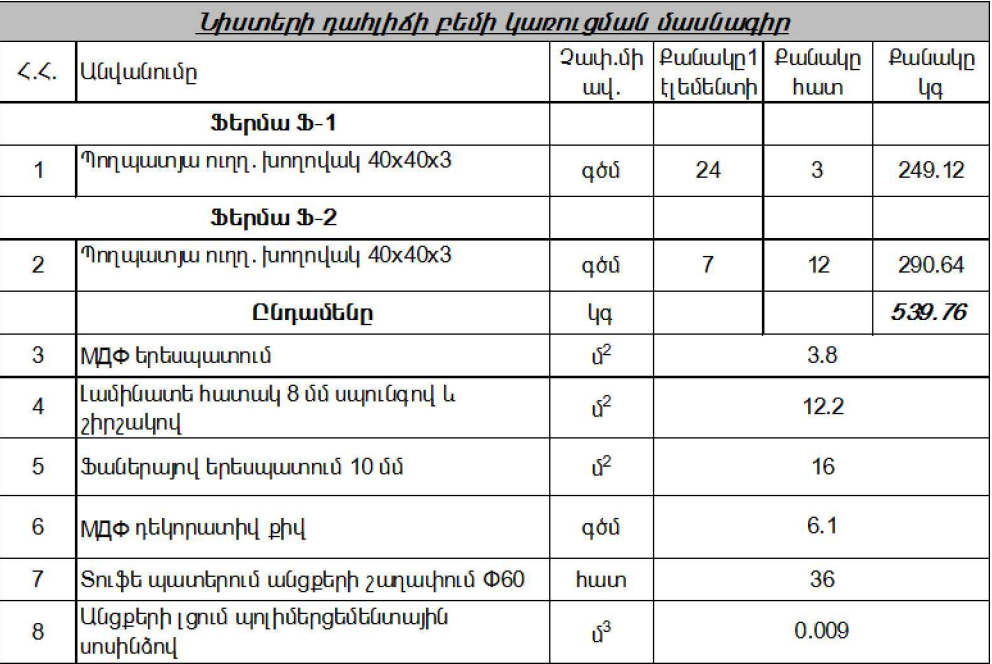 Նիստերի դահլիճի բեմի կառուցման մասնագիր
Հ.Հ. Անվանումը Չափ.մի ավ. Քանակը1 էլեմենտի Քանակը հատ Քանակը կգ
Ֆերմա Ֆ-1
1 Պողպատյա ուղղ. խողովակ 40x40x3 գծմ 24 3 249.12
Ֆերմա Ֆ-2
2 Պողպատյա ուղղ. խողովակ 40x40x3 գծմ 7 12 290.64
Ընդամենը կգ 539.76
3 МДФ երեսպատում մ² 3.8
4 Լամինատե հատակ 8 մմ սպունգով և շիրշակով մ² 12.2
5 Ֆաներայով երեսպատում 10 մմ մ² 16
6 МДФ դեկորատիվ քիվ գծմ 6.1
7 Տուֆե պատերում անցքերի շաղափում Ф60 հատ 36
8 Անցքերի լցում պոլիմերցեմենտային սոսինձով մ³ 0.009